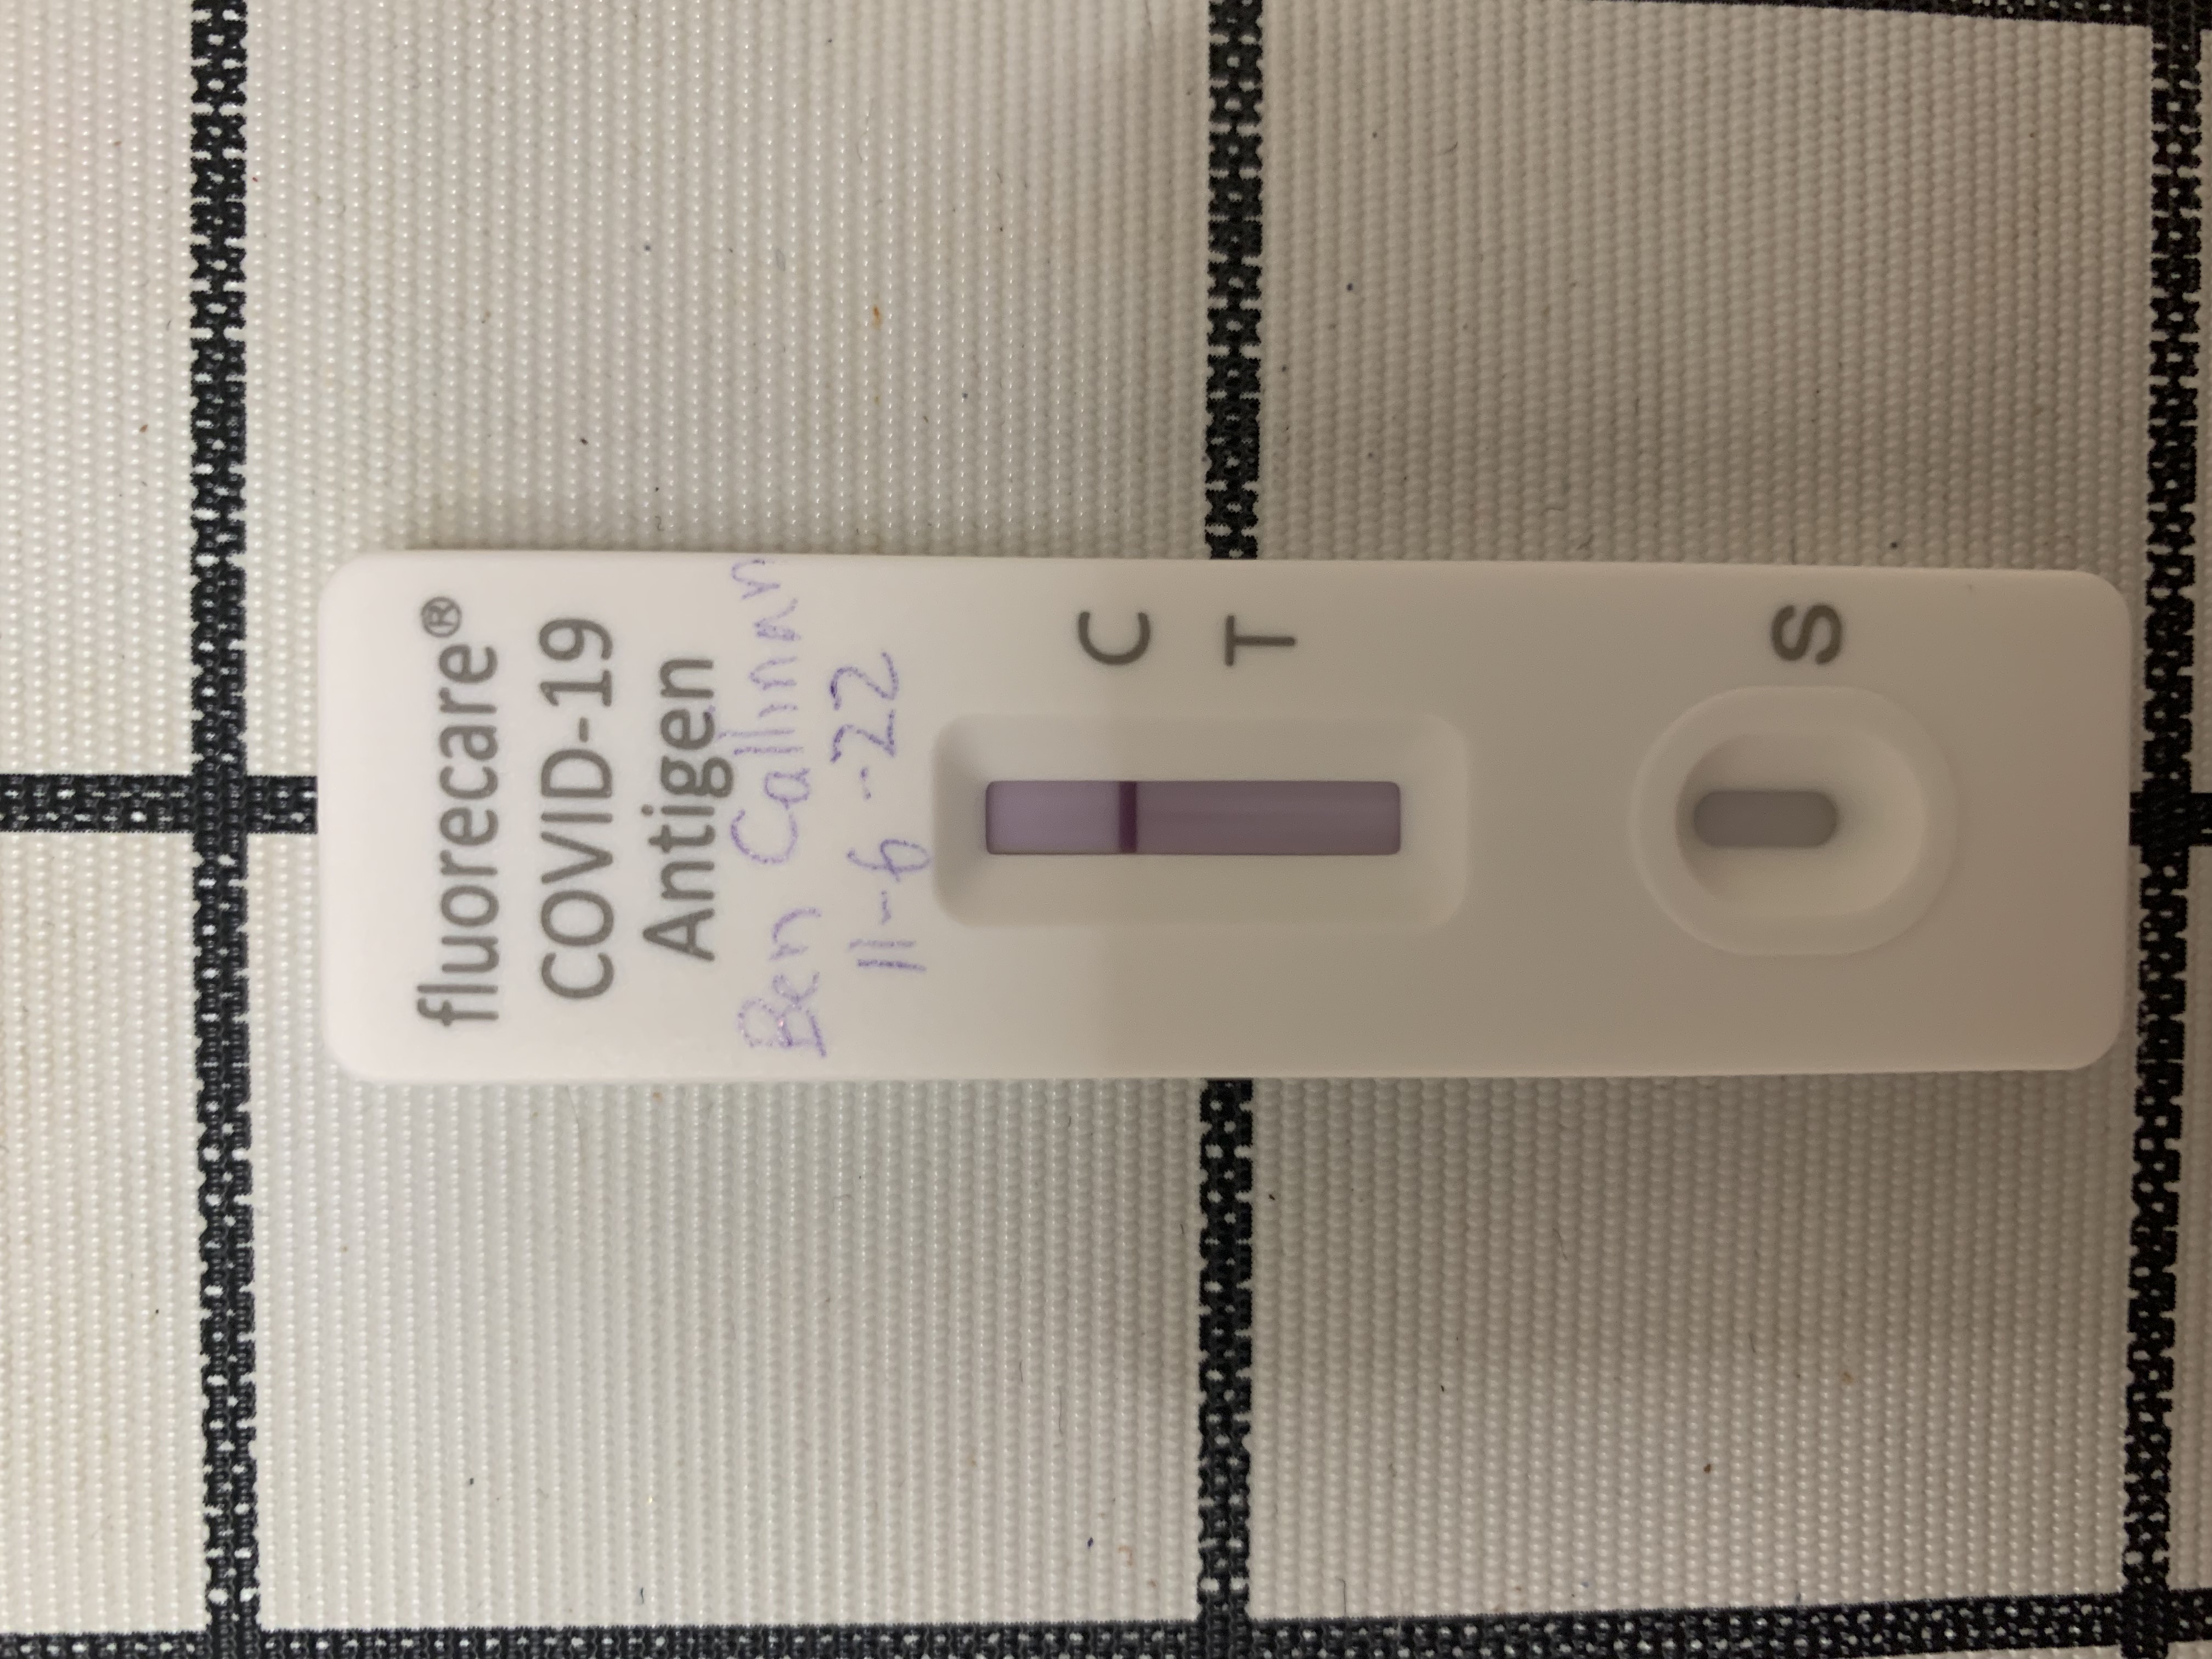 fluorecare®
COVID-19
Antigen
Ben Callinan
11-6-22
C
T
S